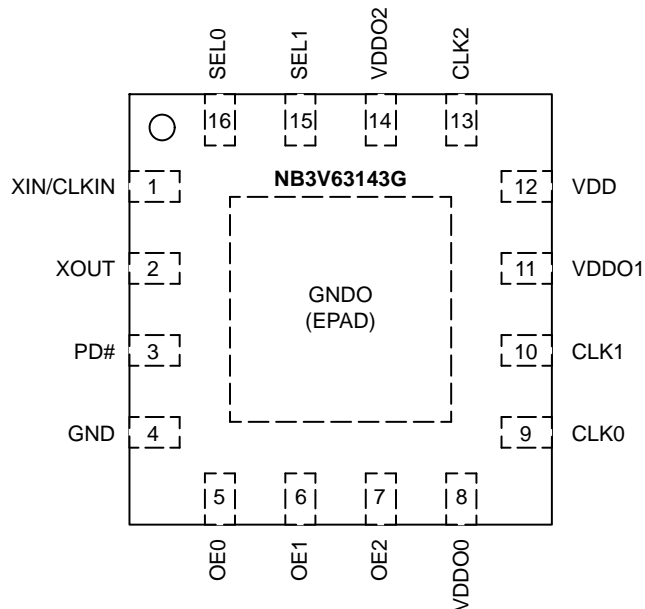 SEL0
SEL1
VDDO2
CLK2
16
15
14
13
NB3V63143G
XIN/CLKIN 1
12 VDD
XOUT 2
11 VDDO1
GNDO
(EPAD)
PD# 3
10 CLK1
GND 4
9 CLK0
5
6
7
8
OE0
OE1
OE2
VDDO0